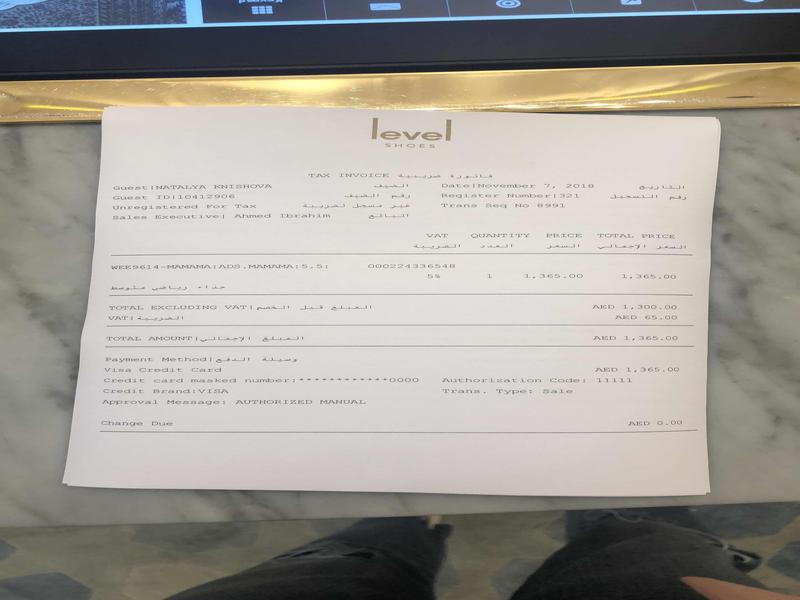 level
SHOES
TAX INVOICE فاتورة ضريبية
Guest|NATALYA KNISHOVA الضيف Date|November 7, 2018 التاريخ
Guest ID|10412906 رقم الضيف Register Number|321 رقم التسجيل
Unregistered For Tax غير مسجل لضريبة Trans Seq No 8991
Sales Executive| Ahmed Ibrahim البائع
VAT QUANTITY PRICE TOTAL PRICE
الضريبة العدد السعر السعر الإجمالي
WEE9614-MAMAMA:ADS.MAMAMA:5.5: 000224336548
5% 1 1,365.00 1,365.00
حذاء رياضي متوسط
TOTAL EXCLUDING VAT|المبلغ قبل الخصم AED 1,300.00
VAT|الضريبة AED 65.00
TOTAL AMOUNT|المبلغ الإجمالي AED 1,365.00
Payment Method|وسيلة الدفع
Visa Credit Card AED 1,365.00
Credit card masked number:************0000 Authorization Code: 11111
Credit Brand:VISA Trans. Type: Sale
Approval Message: AUTHORIZED MANUAL
Change Due AED 0.00